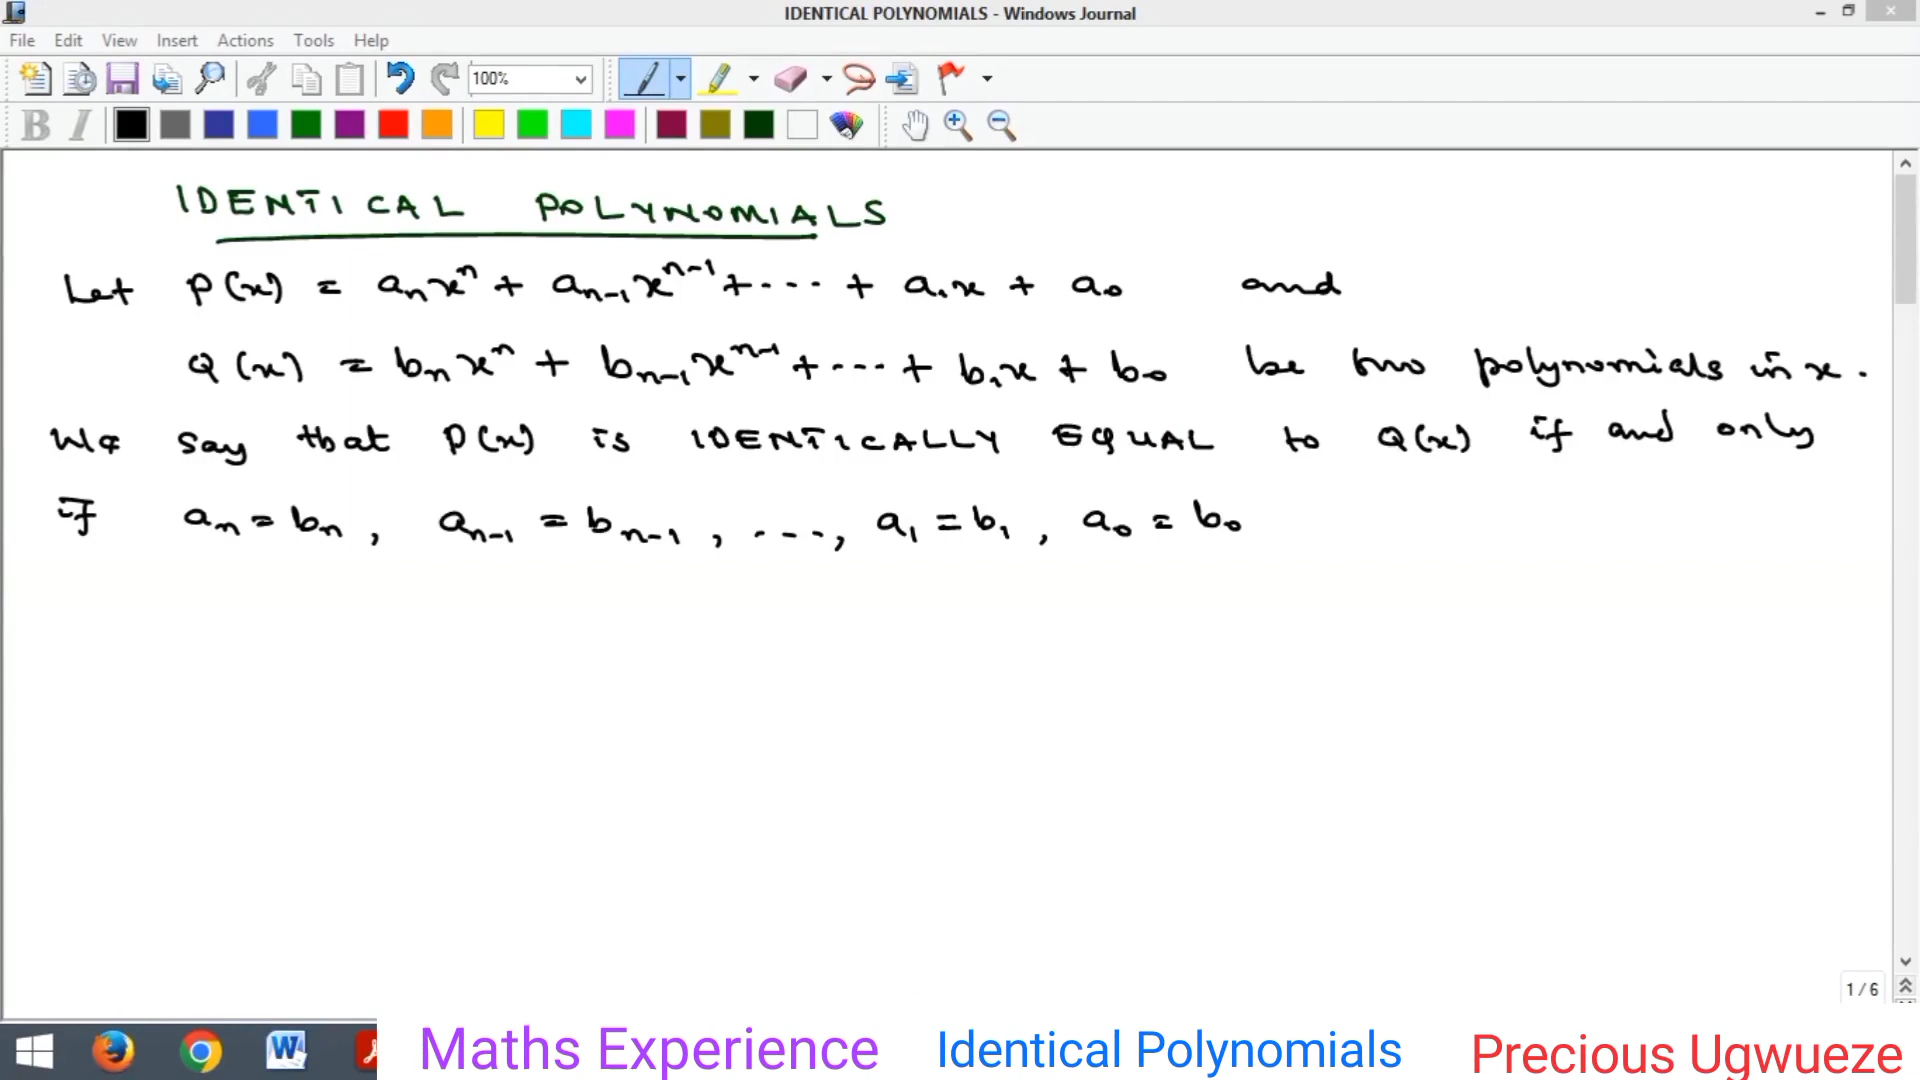 IDENTICAL POLYNOMIALS - Windows Journal
File Edit View Insert Actions Tools Help
100%
B I
IDENTICAL POLYNOMIALS
Let P(x) = aₙxⁿ + aₙ₋₁xⁿ⁻¹ + ... + a₁x + a₀ and
Q(x) = bₙxⁿ + bₙ₋₁xⁿ⁻¹ + ... + b₁x + b₀ be two polynomials in x.
We say that P(x) is IDENTICALLY EQUAL to Q(x) if and only
if aₙ = bₙ, aₙ₋₁ = bₙ₋₁, ..., a₁ = b₁, a₀ = b₀
1 / 6
Maths Experience Identical Polynomials Precious Ugwueze